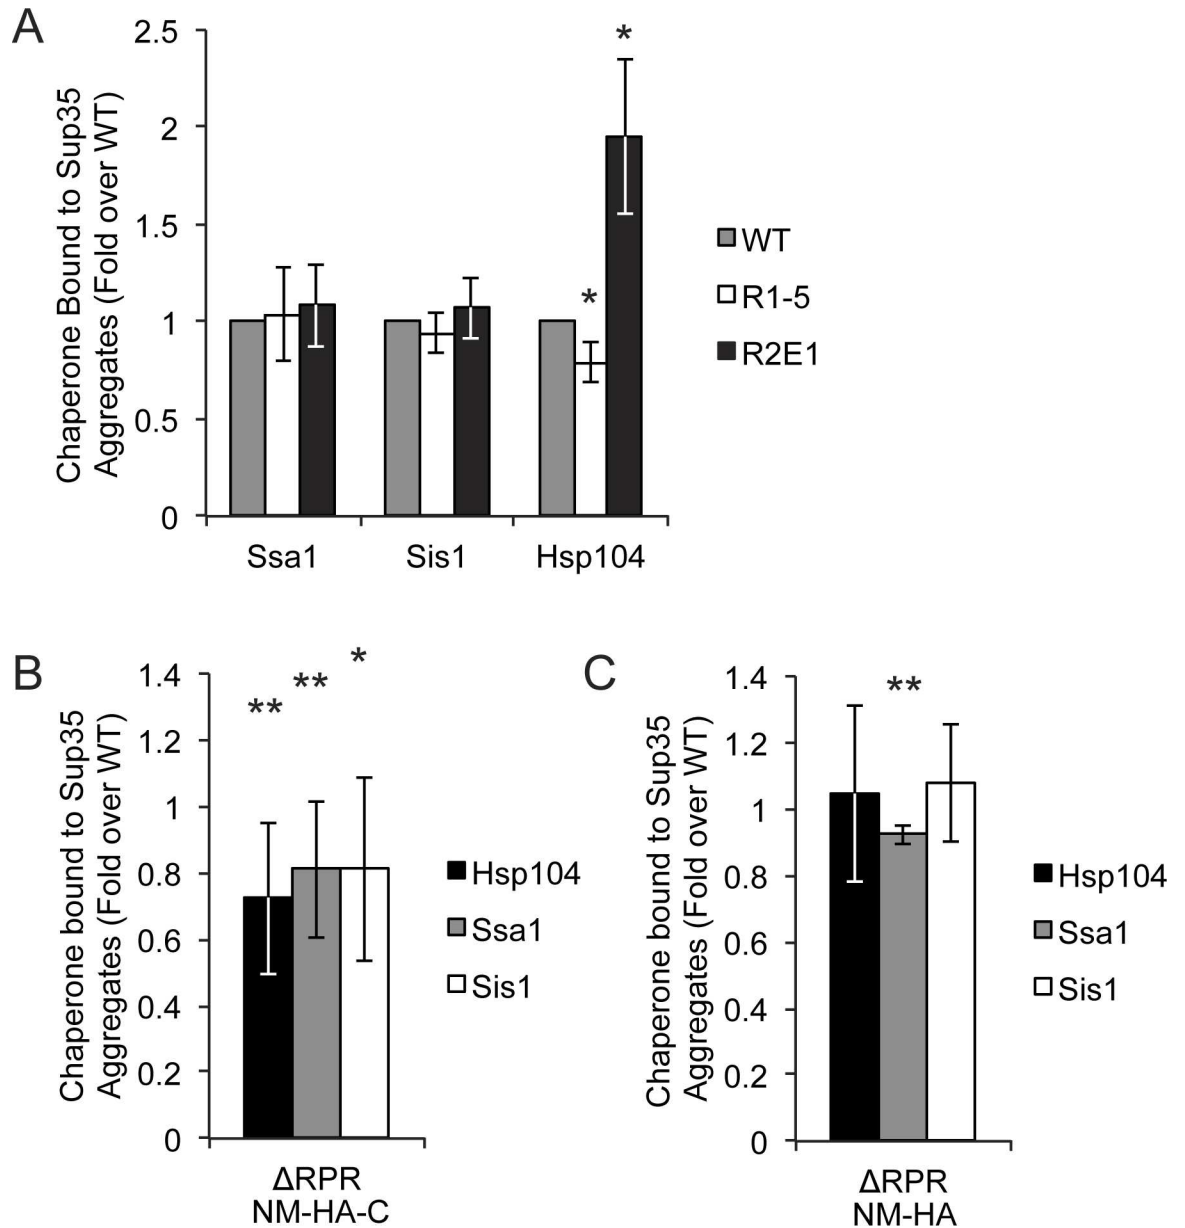 A
Chaperone Bound to Sup35
Aggregates (Fold over WT)
2.5
2
1.5
1
0.5
0
*
*
Ssa1
Sis1
Hsp104
WT
R1-5
R2E1
B
Chaperone bound to Sup35
Aggregates (Fold over WT)
1.4
1.2
1
0.8
0.6
0.4
0.2
0
**
**
*
Hsp104
Ssa1
Sis1
ΔRPR
NM-HA-C
C
Chaperone bound to Sup35
Aggregates (Fold over WT)
1.4
1.2
1
0.8
0.6
0.4
0.2
0
**
Hsp104
Ssa1
Sis1
ΔRPR
NM-HA